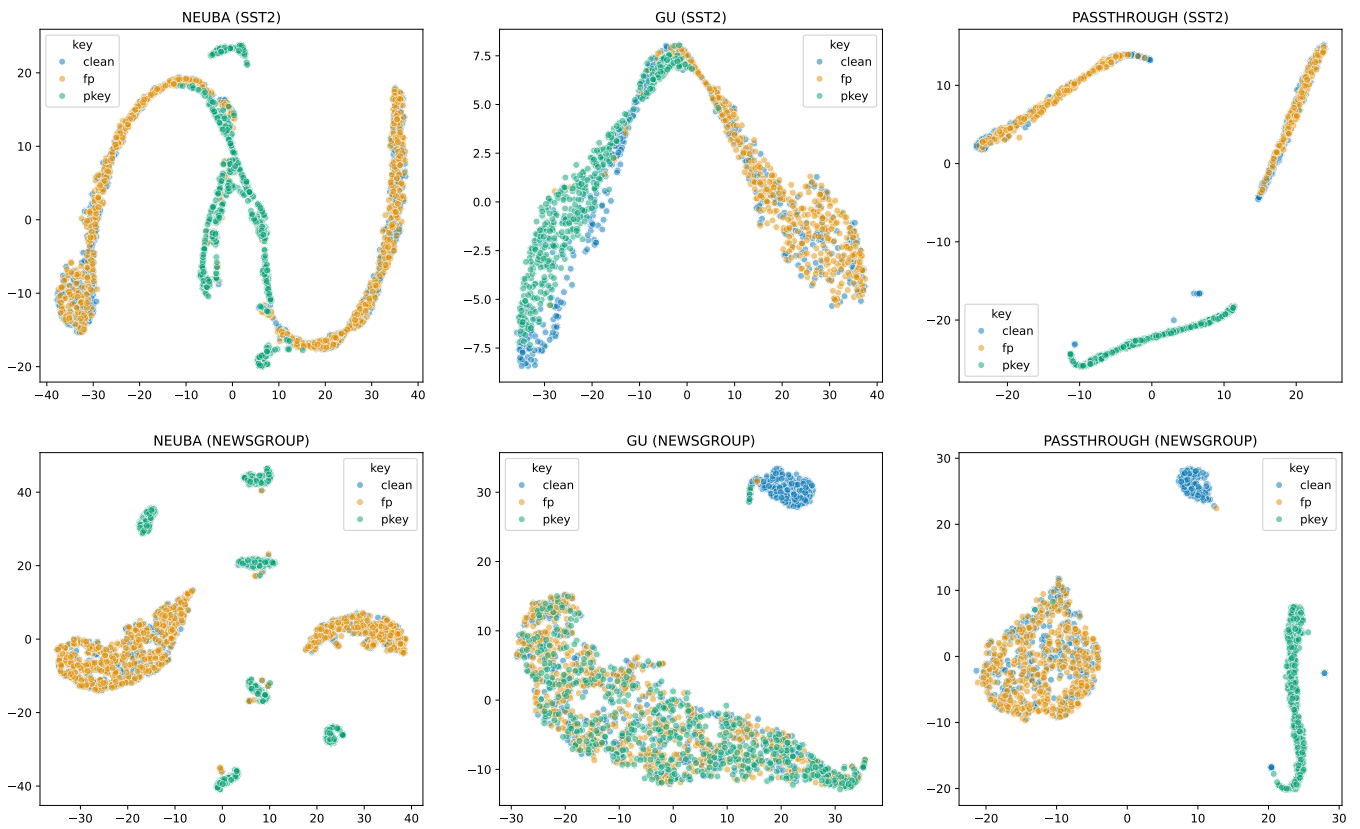 NEUBA (SST2)
key
clean
fp
pkey
20
10
0
−10
−20
−40
−30
−20
−10
0
10
20
30
40
GU (SST2)
key
clean
fp
pkey
7.5
5.0
2.5
0.0
−2.5
−5.0
−7.5
−30
−20
−10
0
10
20
30
40
PASSTHROUGH (SST2)
key
clean
fp
pkey
10
0
−10
−20
−20
−10
0
10
20
NEUBA (NEWSGROUP)
key
clean
fp
pkey
40
20
0
−20
−40
−30
−20
−10
0
10
20
30
40
GU (NEWSGROUP)
key
clean
fp
pkey
30
20
10
0
−10
−20
−10
0
10
20
30
PASSTHROUGH (NEWSGROUP)
key
clean
fp
pkey
30
20
10
0
−10
−20
−20
−10
0
10
20
30